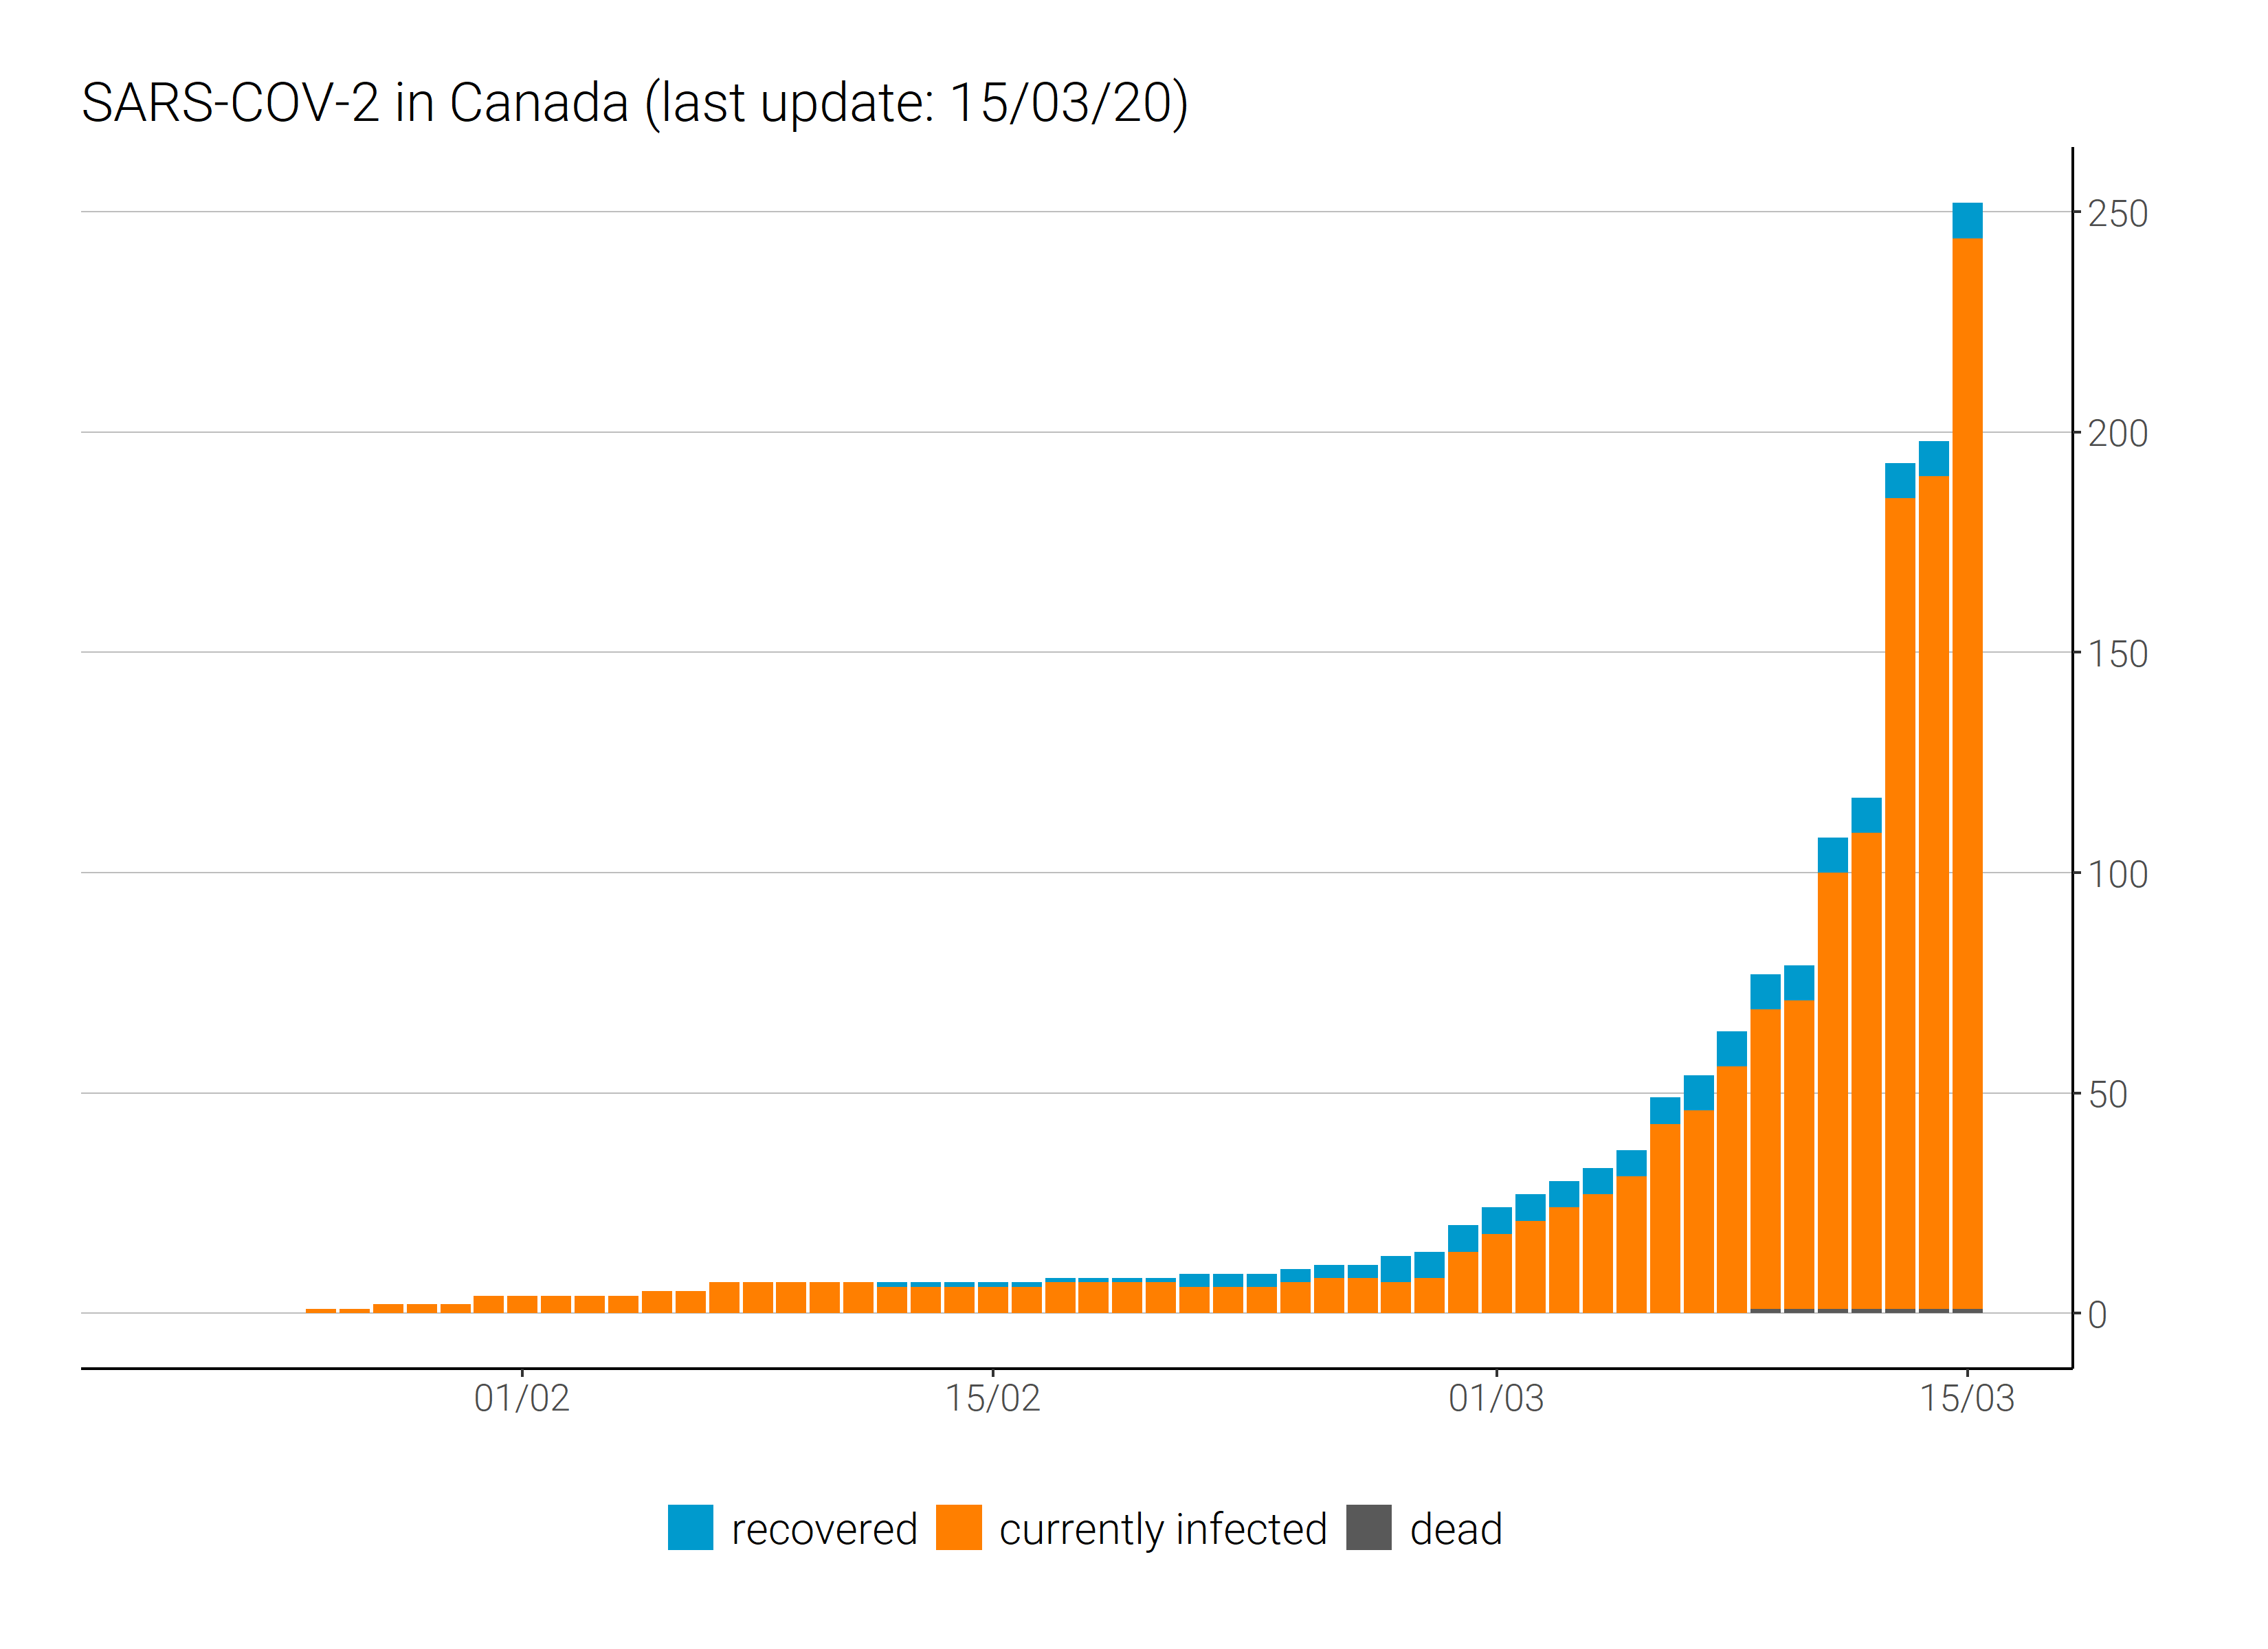 SARS-COV-2 in Canada (last update: 15/03/20)
250
200
150
100
50
0
01/02 15/02 01/03 15/03
recovered currently infected dead